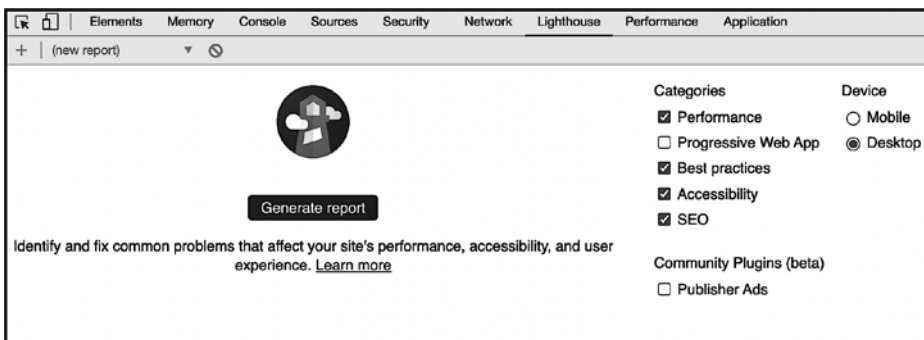 Elements Memory Console Sources Security Network Lighthouse Performance Application
(new report)
Categories Device
Performance Mobile
Progressive Web App Desktop
Best practices
Accessibility
SEO
Generate report
Identify and fix common problems that affect your site's performance, accessibility, and user
experience. Learn more
Community Plugins (beta)
Publisher Ads